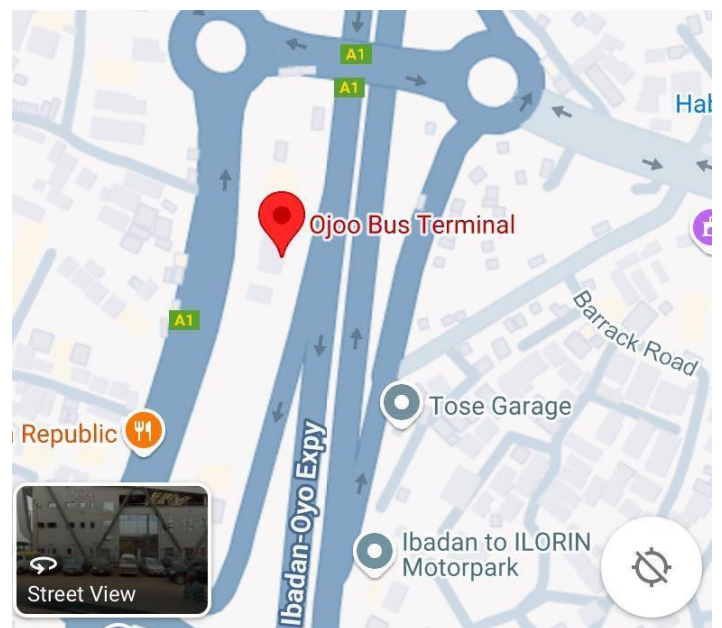 A1
A1
Hab
Ojoo Bus Terminal
A1
Barrack Road
Tose Garage
Republic
Ibadan-Oyo Expy
Ibadan to ILORIN
Motorpark
Street View